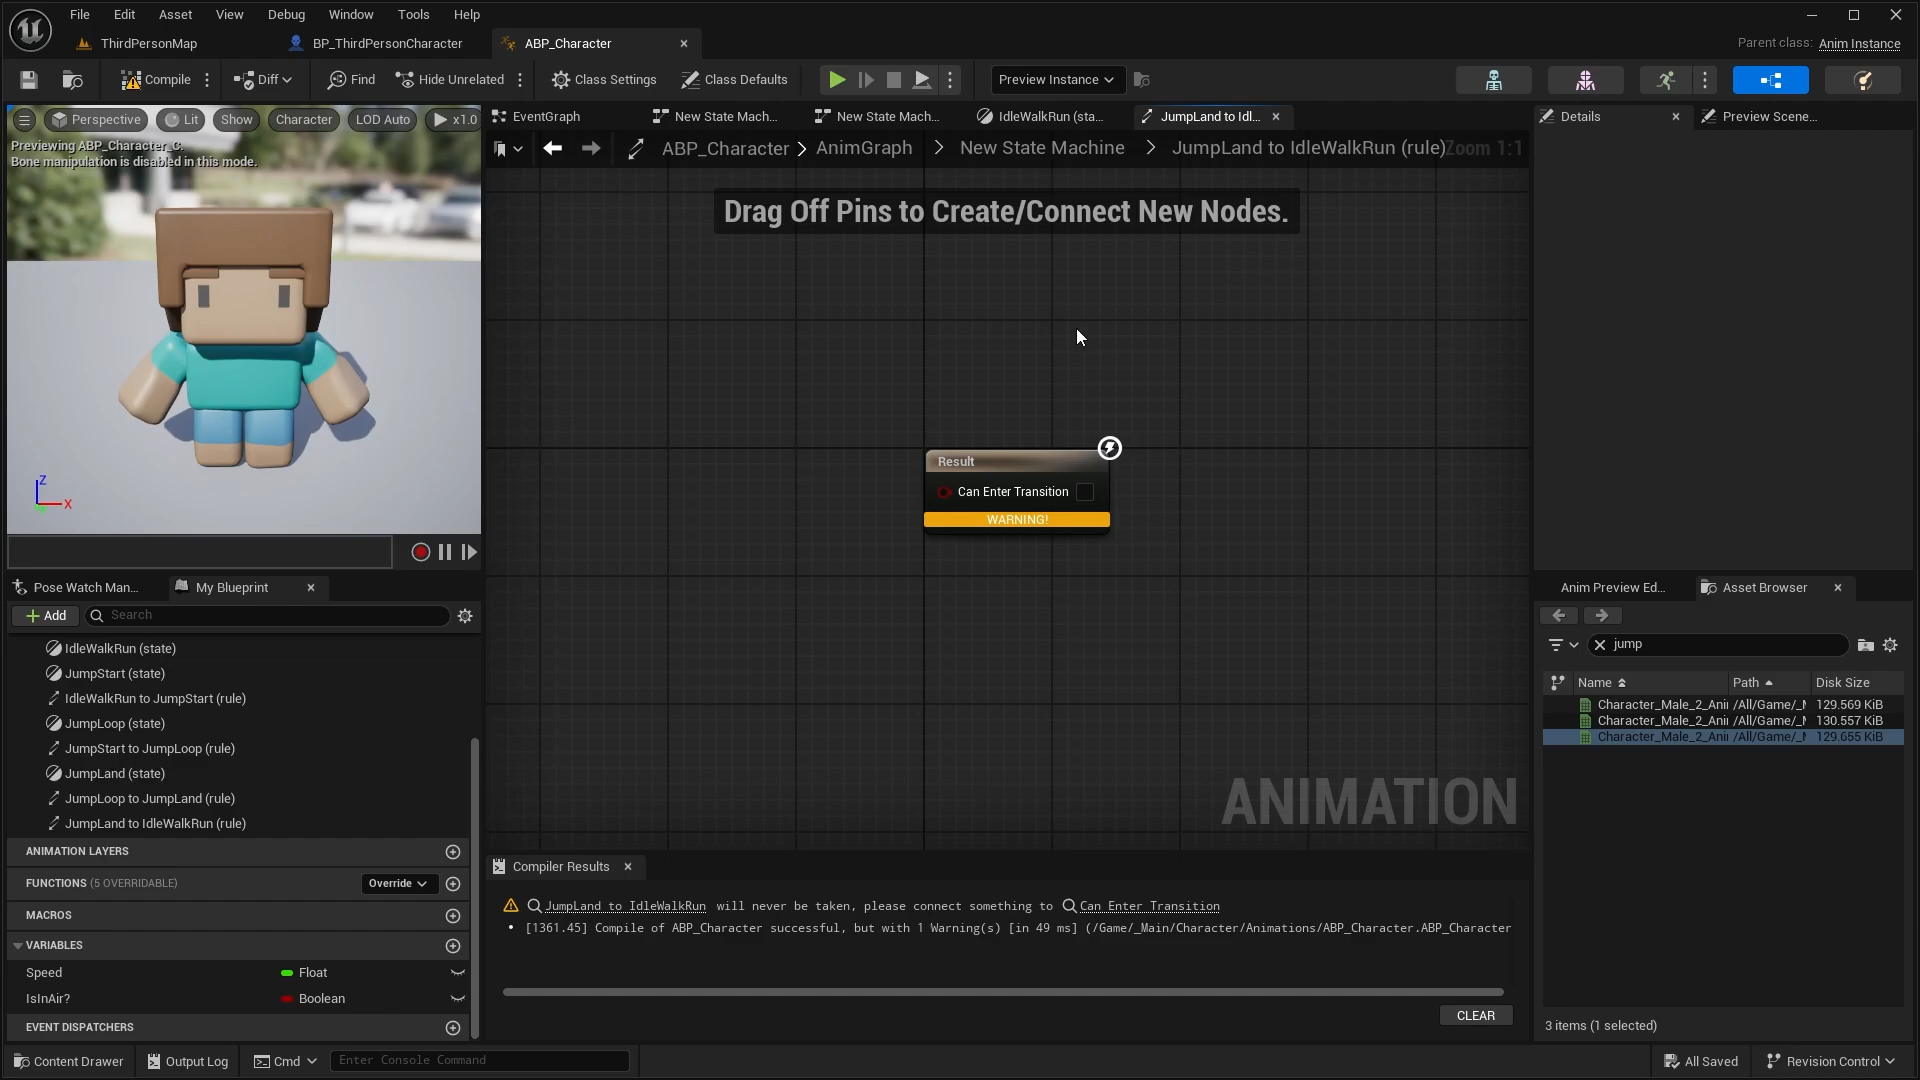 File Edit Asset View Debug Window Tools Help
ThirdPersonMap BP_ThirdPersonCharacter ABP_Character
Parent class: Anim Instance
Compile Diff Find Hide Unrelated Class Settings Class Defaults Preview Instance
Perspective Lit Show Character LOD Auto x1.0
Previewing ABP_Character_C.
Bone manipulation is disabled in this mode.
Z
X
EventGraph New State Mach... New State Mach... IdleWalkRun (sta... JumpLand to Idl...
ABP_Character > AnimGraph > New State Machine > JumpLand to IdleWalkRun (rule) Zoom 1:1
Drag Off Pins to Create/Connect New Nodes.
Result
Can Enter Transition
WARNING!
ANIMATION
Details Preview Scene...
Pose Watch Man... My Blueprint
Add Search
IdleWalkRun (state)
JumpStart (state)
IdleWalkRun to JumpStart (rule)
JumpLoop (state)
JumpStart to JumpLoop (rule)
JumpLand (state)
JumpLoop to JumpLand (rule)
JumpLand to IdleWalkRun (rule)
ANIMATION LAYERS
FUNCTIONS (5 OVERRIDABLE) Override
MACROS
VARIABLES
Speed Float
IsInAir? Boolean
EVENT DISPATCHERS
Compiler Results
JumpLand to IdleWalkRun will never be taken, please connect something to Can Enter Transition
• [1361.45] Compile of ABP_Character successful, but with 1 Warning(s) [in 49 ms] (/Game/_Main/Character/Animations/ABP_Character.ABP_Character
CLEAR
Anim Preview Ed... Asset Browser
jump
Name Path Disk Size
Character_Male_2_Ani /All/Game/_ 129.569 KiB
Character_Male_2_Ani /All/Game/_ 130.557 KiB
Character_Male_2_Ani /All/Game/_ 129.655 KiB
3 items (1 selected)
Content Drawer Output Log Cmd Enter Console Command All Saved Revision Control